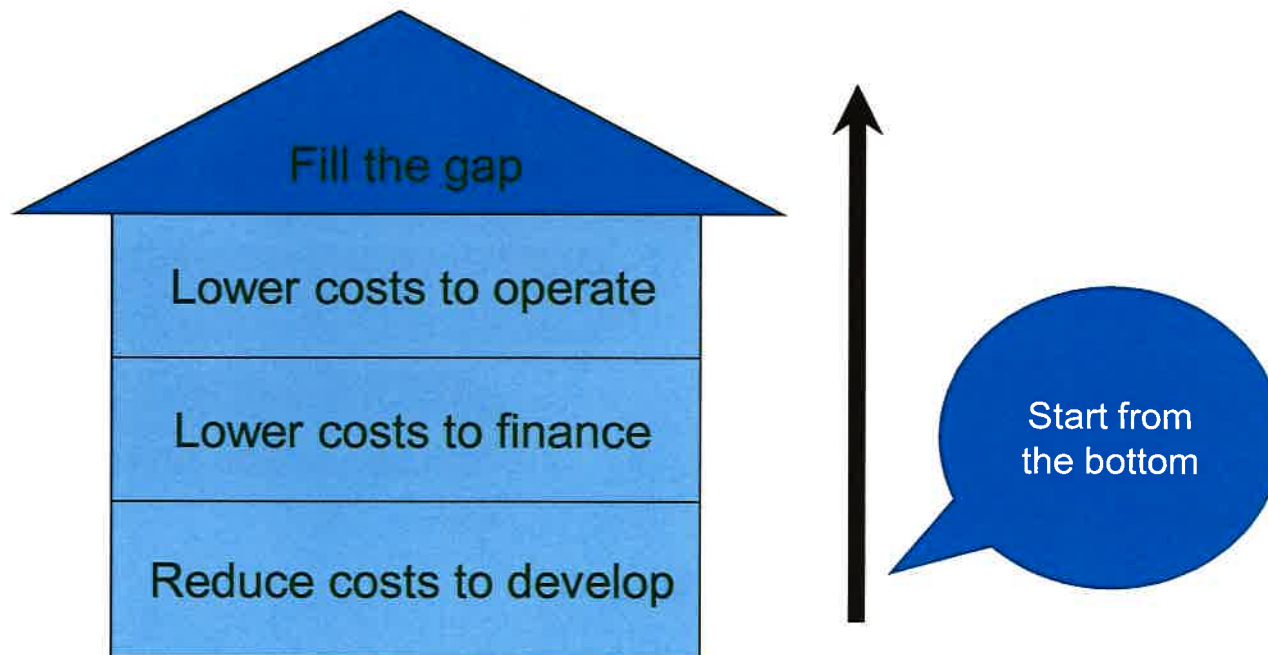 Fill the gap
Lower costs to operate
Lower costs to finance
Reduce costs to develop
Start from
the bottom